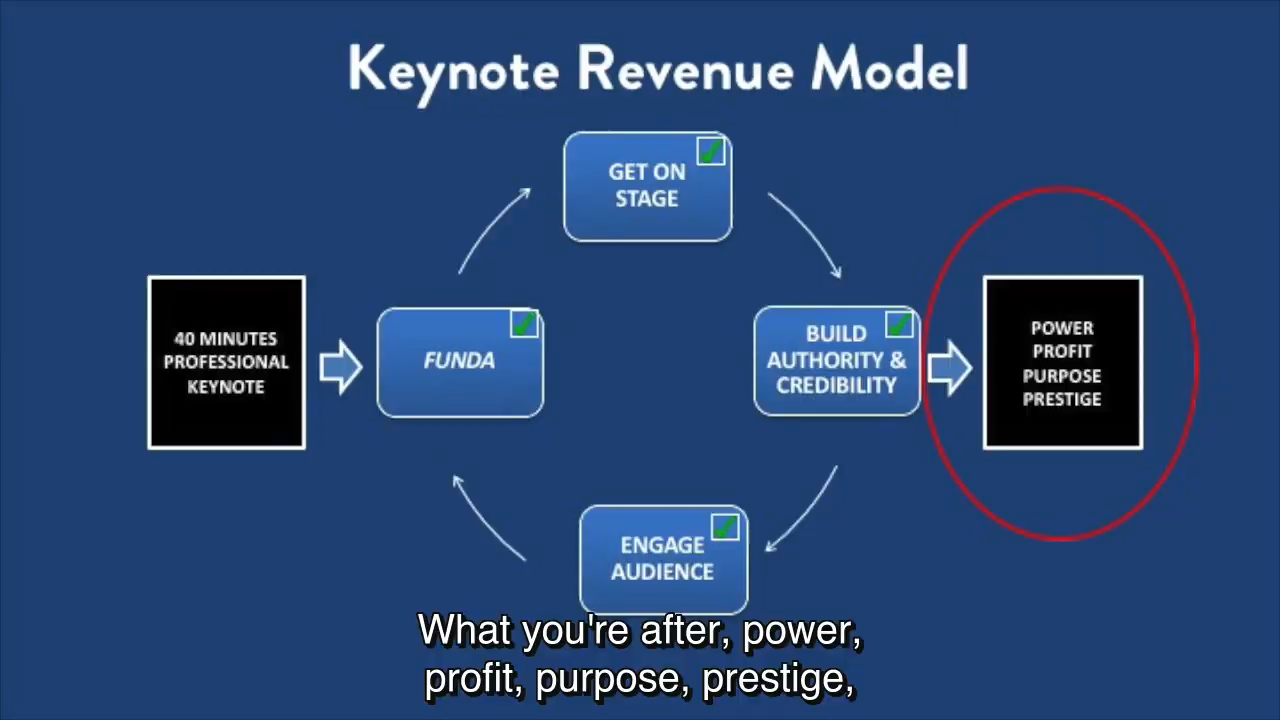 Keynote Revenue Model
GET ON
STAGE
40 MINUTES
PROFESSIONAL
KEYNOTE
FUNDA
BUILD
AUTHORITY &
CREDIBILITY
POWER
PROFIT
PURPOSE
PRESTIGE
ENGAGE
AUDIENCE
What you're after, power,
profit, purpose, prestige,